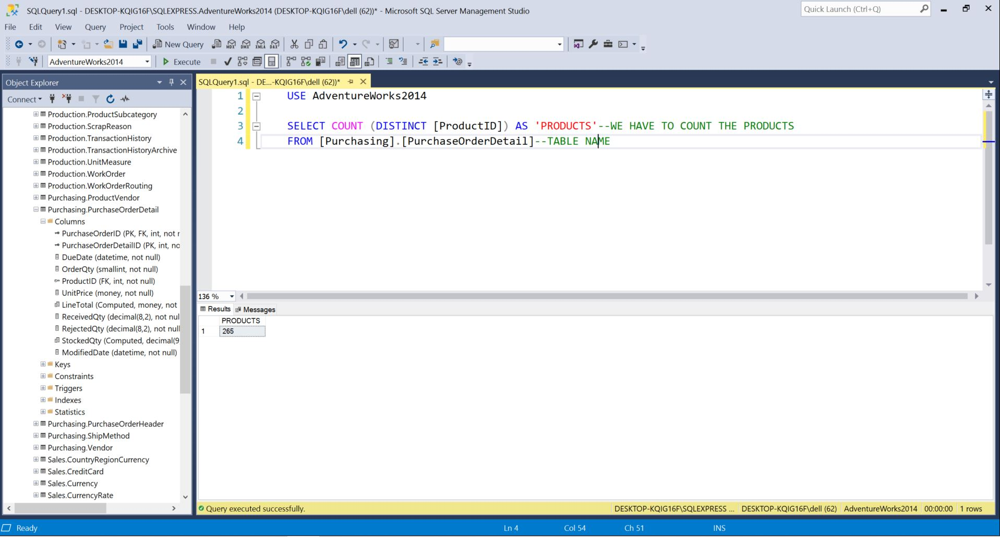 SQLQuery1.sql - DESKTOP-KQIG16F\SQLEXPRESS.AdventureWorks2014 (DESKTOP-KQIG16F\dell (62))* - Microsoft SQL Server Management Studio
Quick Launch (Ctrl+Q)
File Edit View Query Project Tools Window Help
New Query MDX DMX XMLA DAX
AdventureWorks2014 Execute
Object Explorer
Connect
Production.ProductSubcategory
Production.ScrapReason
Production.TransactionHistory
Production.TransactionHistoryArchive
Production.UnitMeasure
Production.WorkOrder
Production.WorkOrderRouting
Purchasing.ProductVendor
Purchasing.PurchaseOrderDetail
Columns
PurchaseOrderID (PK, FK, int, not r
PurchaseOrderDetailID (PK, int, no
DueDate (datetime, not null)
OrderQty (smallint, not null)
ProductID (FK, int, not null)
UnitPrice (money, not null)
LineTotal (Computed, money, not
ReceivedQty (decimal(8,2), not nul
RejectedQty (decimal(8,2), not null
StockedQty (Computed, decimal(9
ModifiedDate (datetime, not null)
Keys
Constraints
Triggers
Indexes
Statistics
Purchasing.PurchaseOrderHeader
Purchasing.ShipMethod
Purchasing.Vendor
Sales.CountryRegionCurrency
Sales.CreditCard
Sales.Currency
Sales.CurrencyRate
SQLQuery1.sql - DE...-KQIG16F\dell (62))*
1 USE AdventureWorks2014
2
3 SELECT COUNT (DISTINCT [ProductID]) AS 'PRODUCTS'--WE HAVE TO COUNT THE PRODUCTS
4 FROM [Purchasing].[PurchaseOrderDetail]--TABLE NAME
136 %
Results Messages
PRODUCTS
1 265
Query executed successfully. DESKTOP-KQIG16F\SQLEXPRESS ... DESKTOP-KQIG16F\dell (62) AdventureWorks2014 00:00:00 1 rows
Ready Ln 4 Col 54 Ch 51 INS